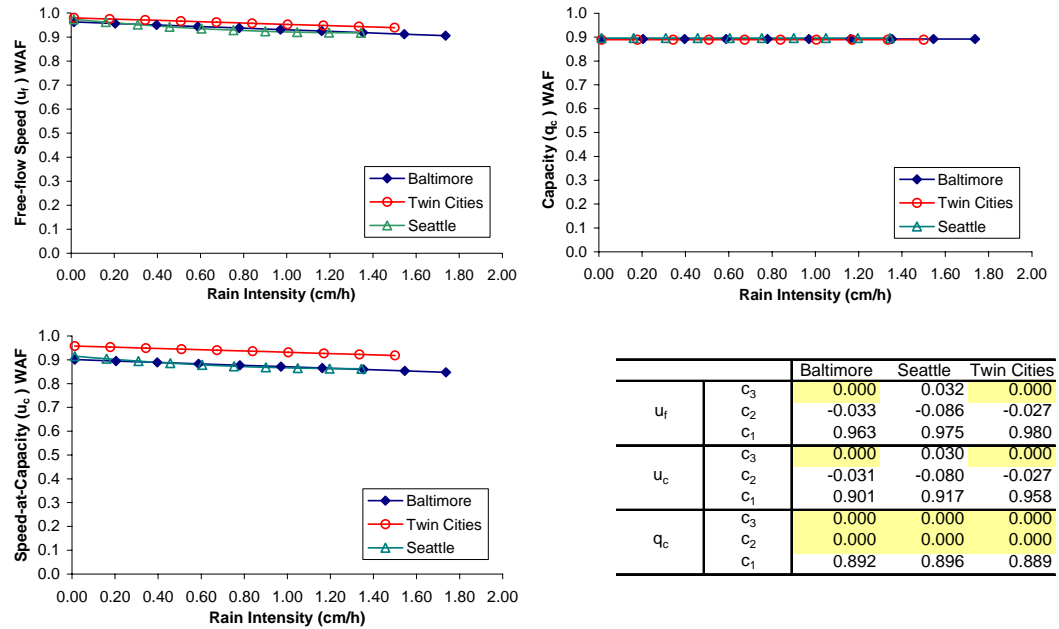 Free-flow Speed (uf) WAF
1.0
0.9
0.8
0.7
0.6
0.5
0.4
0.3
0.2
0.1
0.0
0.00 0.20 0.40 0.60 0.80 1.00 1.20 1.40 1.60 1.80 2.00
Rain Intensity (cm/h)
Baltimore
Twin Cities
Seattle
Capacity (qc ) WAF
1.0
0.9
0.8
0.7
0.6
0.5
0.4
0.3
0.2
0.1
0.0
0.00 0.20 0.40 0.60 0.80 1.00 1.20 1.40 1.60 1.80 2.00
Rain Intensity (cm/h)
Baltimore
Twin Cities
Seattle
Speed-at-Capacity (uc ) WAF
1.0
0.9
0.8
0.7
0.6
0.5
0.4
0.3
0.2
0.1
0.0
0.00 0.20 0.40 0.60 0.80 1.00 1.20 1.40 1.60 1.80 2.00
Rain Intensity (cm/h)
Baltimore
Twin Cities
Seattle
Baltimore Seattle Twin Cities
uf c3 0.000 0.032 0.000
c2 -0.033 -0.086 -0.027
c1 0.963 0.975 0.980
uc c3 0.000 0.030 0.000
c2 -0.031 -0.080 -0.027
c1 0.901 0.917 0.958
qc c3 0.000 0.000 0.000
c2 0.000 0.000 0.000
c1 0.892 0.896 0.889